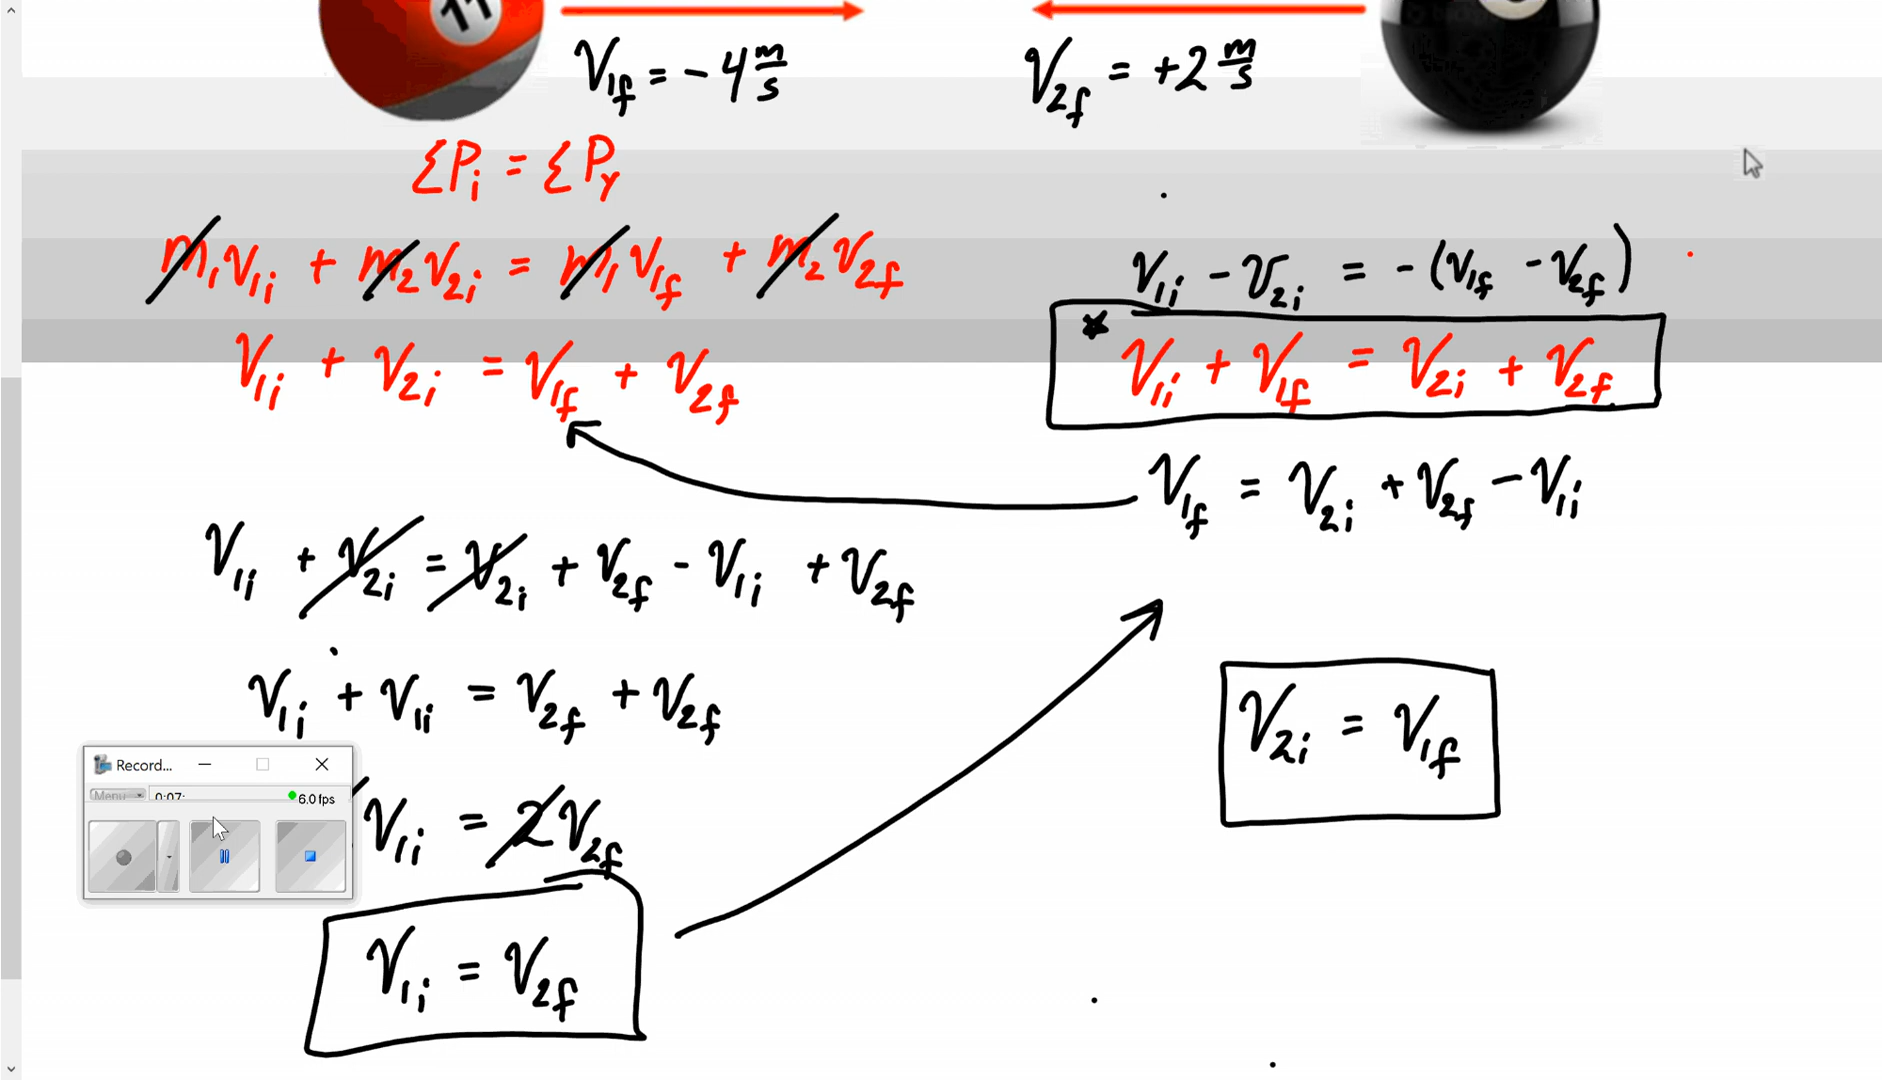 11
V1f = -4 m/s
V2f = +2 m/s
ΣPi = ΣPf
m1V1i + m2V2i = m1V1f + m2V2f
V1i + V2i = V1f + V2f
V1i - V2i = -(V1f - V2f)
* V1i + V1f = V2i + V2f
V1f = V2i + V2f - V1i
V1i + V2i = V2i + V2f - V1i + V2f
V1i + V1i = V2f + V2f
V2i = V1f
Record...
Menu
0:07:
6.0 fps
V1i = 2V2f
V1i = V2f